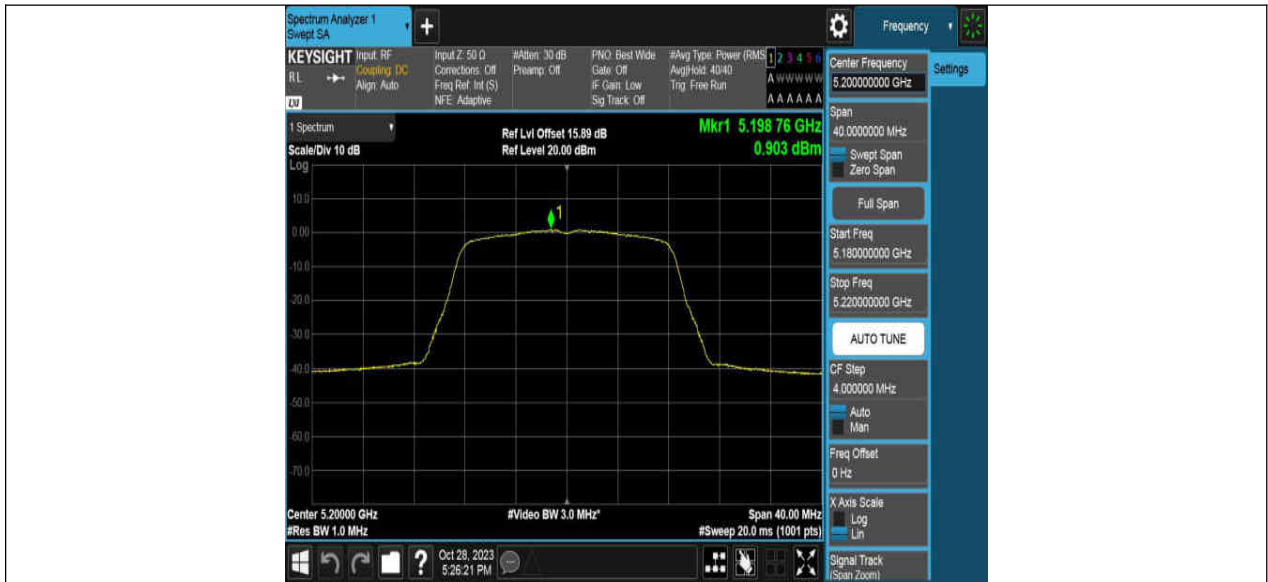 Spectrum Analyzer 1
Swept SA
+
Frequency
KEYSIGHT
RL
LV
Input: RF
Coupling: DC
Align: Auto
Input Z: 50 Ω
Corrections: Off
Freq Ref: Int (S)
NFE: Adaptive
#Atten: 30 dB
Preamp: Off
PNO: Best Wide
Gate: Off
IF Gain: Low
Sig Track: Off
#Avg Type: Power (RMS
Avg|Hold: 40/40
Trig: Free Run
1 2 3 4 5 6
A W W W W W
A A A A A A
1 Spectrum
Scale/Div 10 dB
Ref Lvl Offset 15.89 dB
Ref Level 20.00 dBm
Mkr1 5.198 76 GHz
0.903 dBm
Log
10.0
0.00
-10.0
-20.0
-30.0
-40.0
-50.0
-60.0
-70.0
1
Center 5.20000 GHz
#Res BW 1.0 MHz
#Video BW 3.0 MHz*
Span 40.00 MHz
#Sweep 20.0 ms (1001 pts)
Oct 28, 2023
5:26:21 PM
Center Frequency
5.200000000 GHz
Settings
Span
40.0000000 MHz
Swept Span
Zero Span
Full Span
Start Freq
5.180000000 GHz
Stop Freq
5.220000000 GHz
AUTO TUNE
CF Step
4.000000 MHz
Auto
Man
Freq Offset
0 Hz
X Axis Scale
Log
Lin
Signal Track
(Span Zoom)